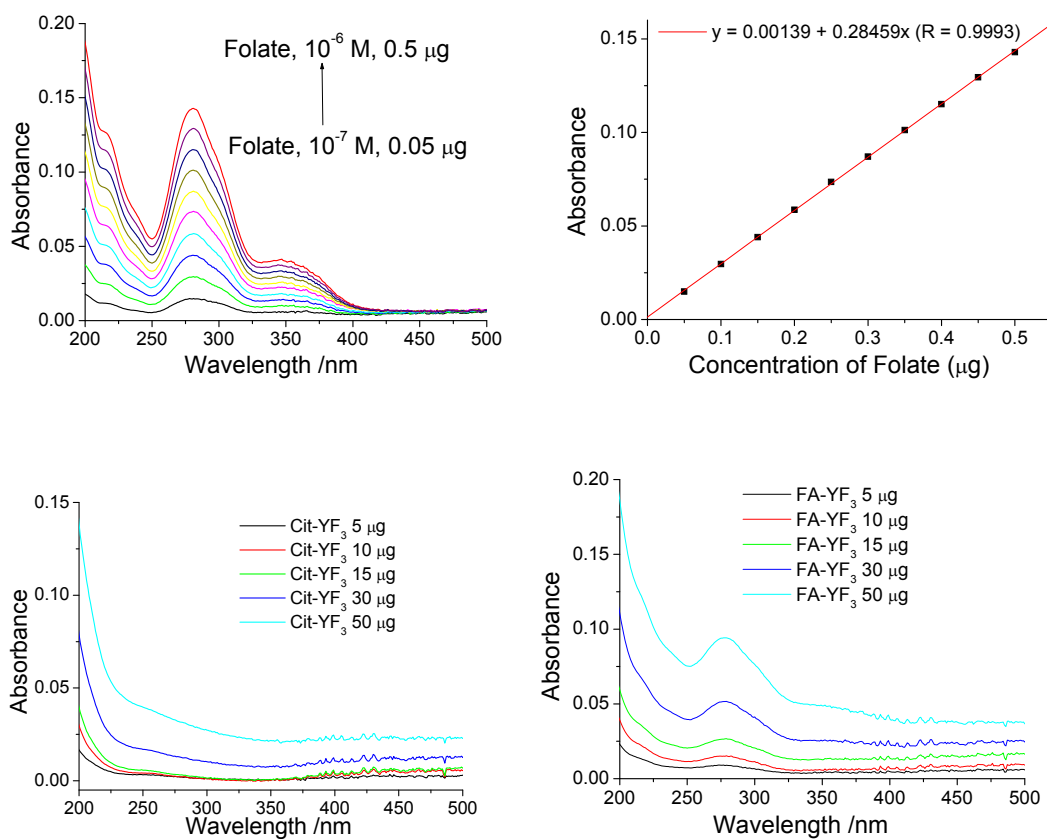 0.20
0.15
0.10
0.05
0.00
Absorbance
Folate, 10⁻⁶ M, 0.5 μg
Folate, 10⁻⁷ M, 0.05 μg
200 250 300 350 400 450 500
Wavelength /nm
y = 0.00139 + 0.28459x (R = 0.9993)
0.15
0.10
0.05
0.00
Absorbance
0.0 0.1 0.2 0.3 0.4 0.5
Concentration of Folate (μg)
0.15
0.10
0.05
0.00
Absorbance
Cit-YF₃ 5 μg
Cit-YF₃ 10 μg
Cit-YF₃ 15 μg
Cit-YF₃ 30 μg
Cit-YF₃ 50 μg
200 250 300 350 400 450 500
Wavelength /nm
0.20
0.15
0.10
0.05
0.00
Absorbance
FA-YF₃ 5 μg
FA-YF₃ 10 μg
FA-YF₃ 15 μg
FA-YF₃ 30 μg
FA-YF₃ 50 μg
200 250 300 350 400 450 500
Wavelength /nm